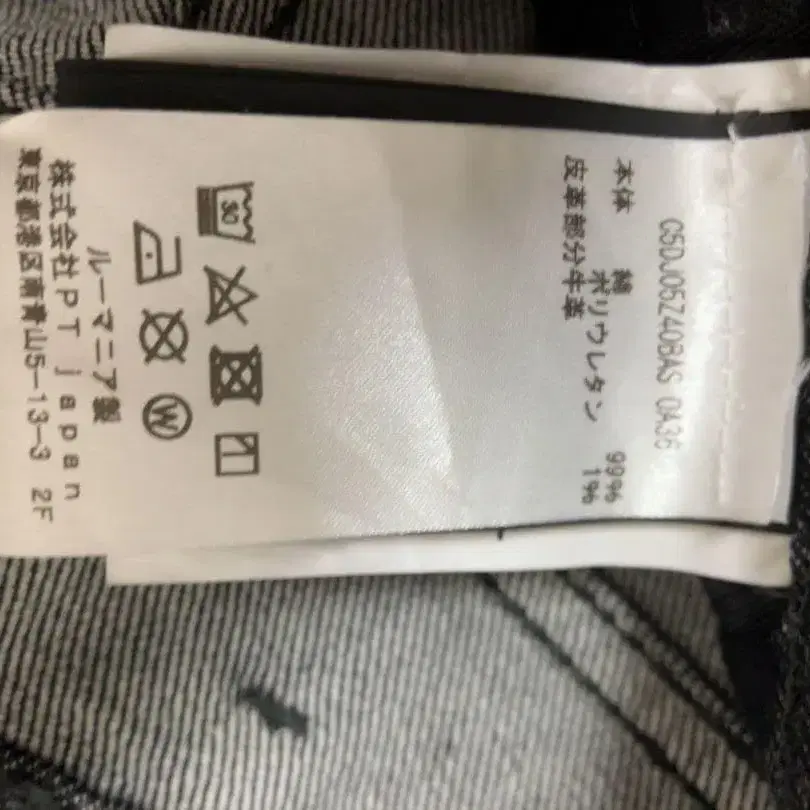 C5DJ05Z40BAS 0A36
本体 綿 99%
ポリウレタン 1%
皮革部分牛革
30
W
ルーマニア製
株式会社PT japan
東京都港区南青山5-13-3 2F